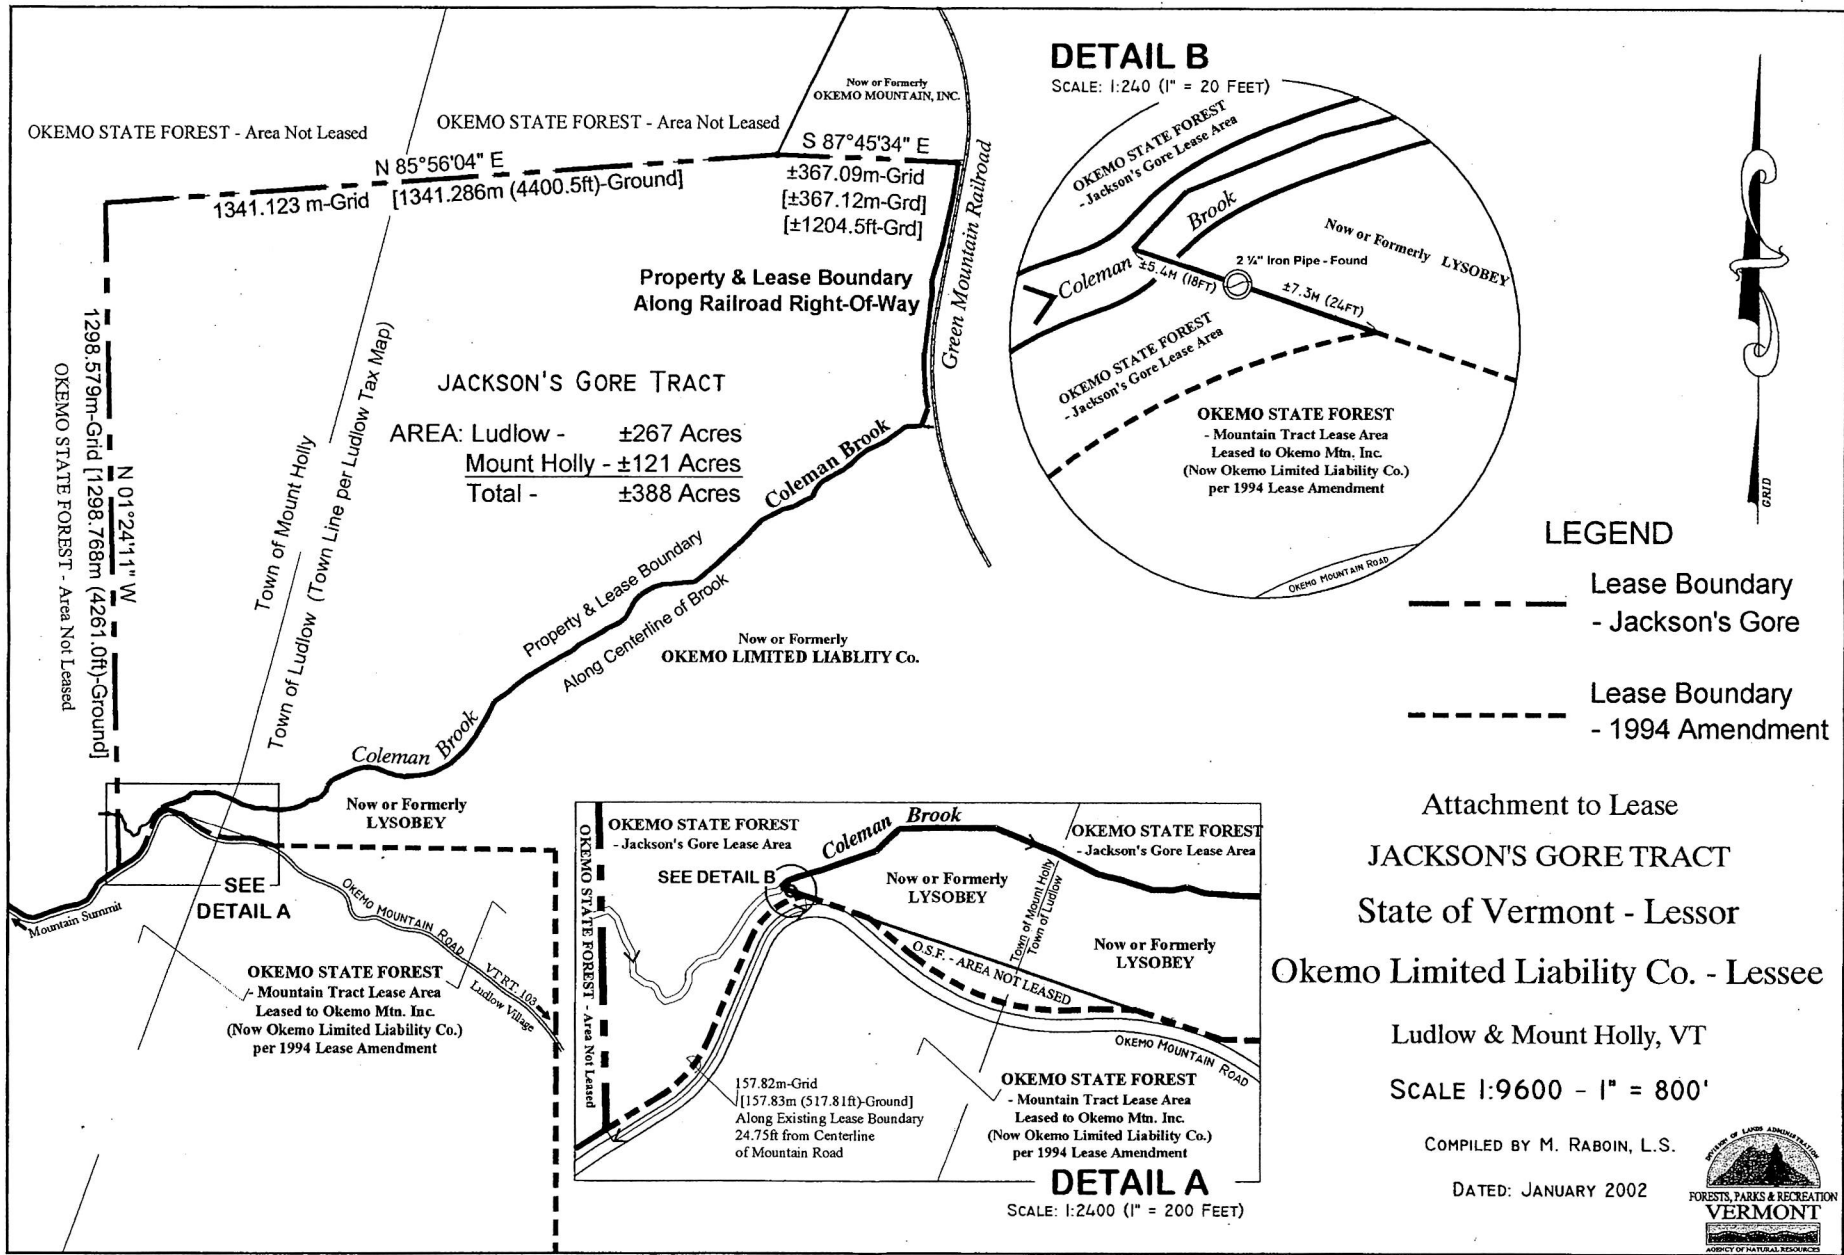 OKEMO STATE FOREST - Area Not Leased
OKEMO STATE FOREST - Area Not Leased
Now or Formerly
OKEMO MOUNTAIN, INC.
N 85°56'04" E
1341.123 m-Grid [1341.286m (4400.5ft)-Ground]
S 87°45'34" E
±367.09m-Grid
[±367.12m-Grd]
[±1204.5ft-Grd]
Green Mountain Railroad
Property & Lease Boundary
Along Railroad Right-Of-Way
N 01°24'11" W
1298.579m-Grid [1298.768m (4261.0ft)-Ground]
OKEMO STATE FOREST - Area Not Leased
Town of Mount Holly
Town of Ludlow (Town Line per Ludlow Tax Map)
JACKSON'S GORE TRACT
AREA: Ludlow - ±267 Acres
Mount Holly - ±121 Acres
Total - ±388 Acres
Coleman Brook
Property & Lease Boundary
Along Centerline of Brook
Now or Formerly
OKEMO LIMITED LIABLITY Co.
Coleman Brook
Now or Formerly
LYSOBEY
SEE
DETAIL A
Mountain Summit
OKEMO MOUNTAIN ROAD
VT RT. 103
Ludlow Village
OKEMO STATE FOREST
- Mountain Tract Lease Area
Leased to Okemo Mtn. Inc.
(Now Okemo Limited Liability Co.)
per 1994 Lease Amendment
DETAIL B
SCALE: 1:240 (1" = 20 FEET)
OKEMO STATE FOREST
- Jackson's Gore Lease Area
Brook
Coleman
±5.4M (18FT)
2 ¼" Iron Pipe - Found
±7.3M (24FT)
Now or Formerly LYSOBEY
OKEMO STATE FOREST
- Jackson's Gore Lease Area
OKEMO STATE FOREST
- Mountain Tract Lease Area
Leased to Okemo Mtn. Inc.
(Now Okemo Limited Liability Co.)
per 1994 Lease Amendment
OKEMO MOUNTAIN ROAD
GRID
LEGEND
Lease Boundary
- Jackson's Gore
Lease Boundary
- 1994 Amendment
OKEMO STATE FOREST - Area Not Leased
OKEMO STATE FOREST
- Jackson's Gore Lease Area
SEE DETAIL B
Coleman Brook
OKEMO STATE FOREST
- Jackson's Gore Lease Area
Now or Formerly
LYSOBEY
Town of Mount Holly
Town of Ludlow
Now or Formerly
LYSOBEY
O.S.F. - AREA NOT LEASED
OKEMO MOUNTAIN ROAD
157.82m-Grid
[157.83m (517.81ft)-Ground]
Along Existing Lease Boundary
24.75ft from Centerline
of Mountain Road
OKEMO STATE FOREST
- Mountain Tract Lease Area
Leased to Okemo Mtn. Inc.
(Now Okemo Limited Liability Co.)
per 1994 Lease Amendment
DETAIL A
SCALE: 1:2400 (1" = 200 FEET)
Attachment to Lease
JACKSON'S GORE TRACT
State of Vermont - Lessor
Okemo Limited Liability Co. - Lessee
Ludlow & Mount Holly, VT
SCALE 1:9600 - 1" = 800'
COMPILED BY M. RABOIN, L.S.
DATED: JANUARY 2002
DIVISION OF LANDS ADMINISTRATION
FORESTS, PARKS & RECREATION
VERMONT
AGENCY OF NATURAL RESOURCES